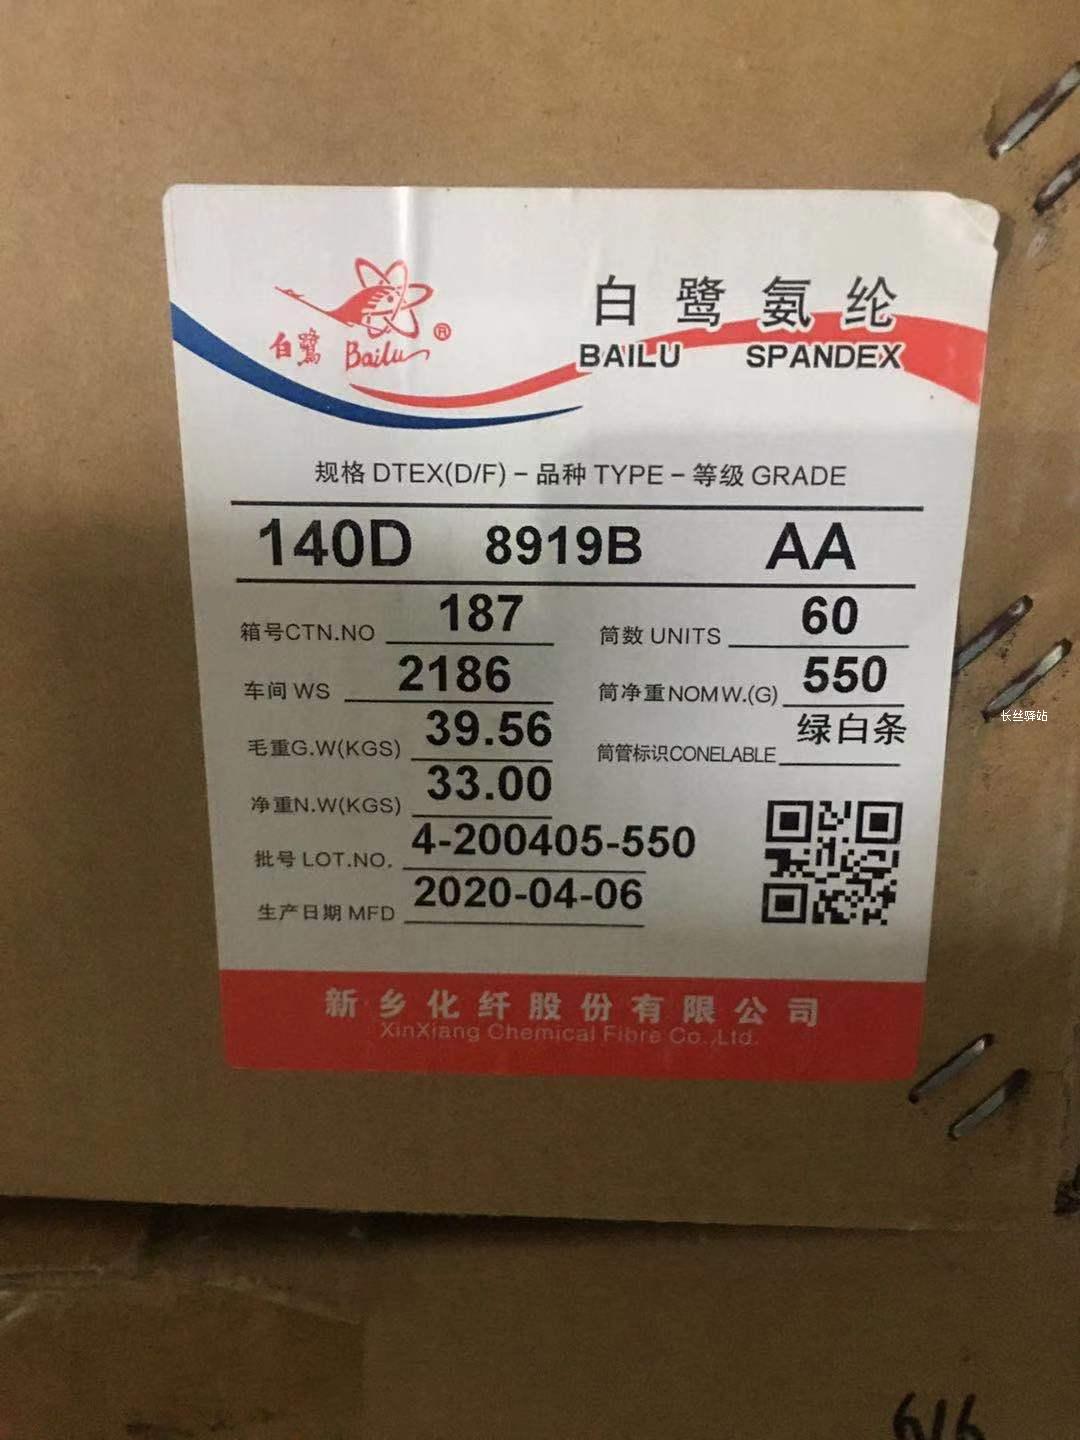 白鹭 Bailu ®
白鹭氨纶
BAILU SPANDEX
规格 DTEX(D/F) – 品种 TYPE – 等级 GRADE
140D 8919B AA
箱号CTN.NO 187 筒数 UNITS 60
车间 WS 2186 筒净重NOMW.(G) 550
毛重G.W(KGS) 39.56 筒管标识CONELABLE 绿白条
净重N.W(KGS) 33.00
批号 LOT.NO. 4-200405-550
生产日期 MFD 2020-04-06
新乡化纤股份有限公司
XinXiang Chemical Fibre Co.,Ltd.
长丝驿站
616